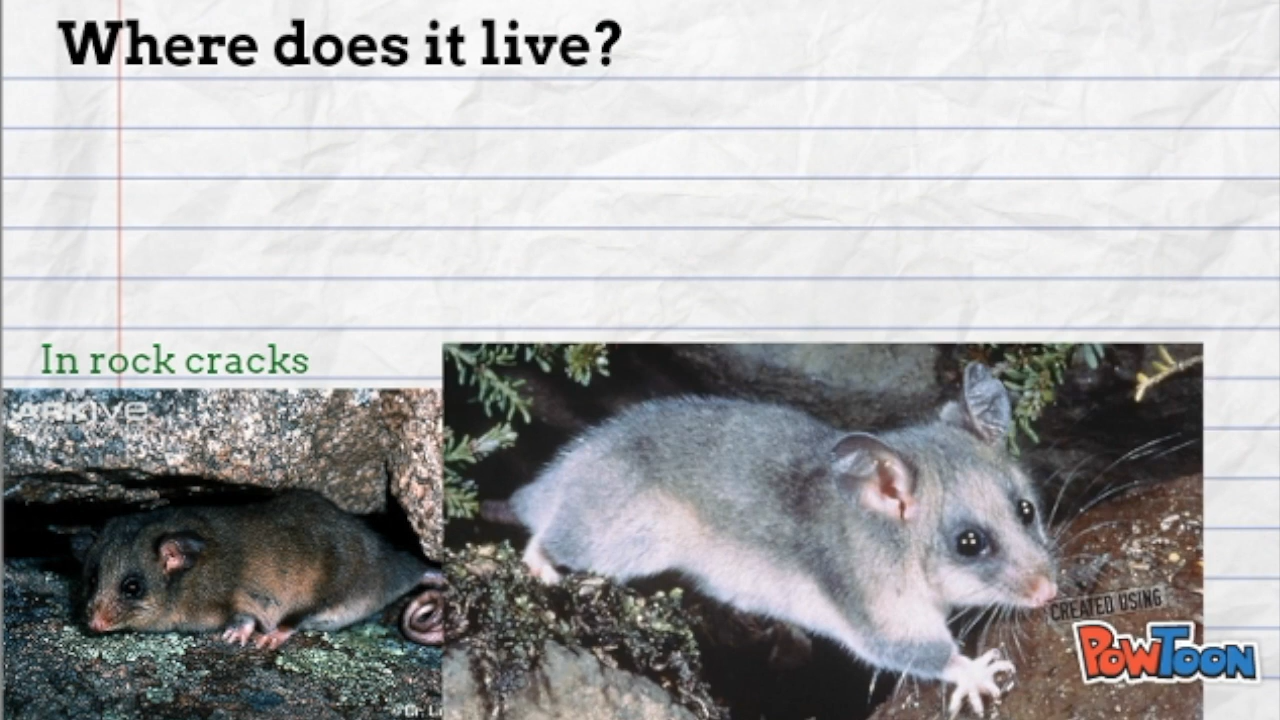 Where does it live?
In rock cracks
ARKive
CREATED USING
POWTOON